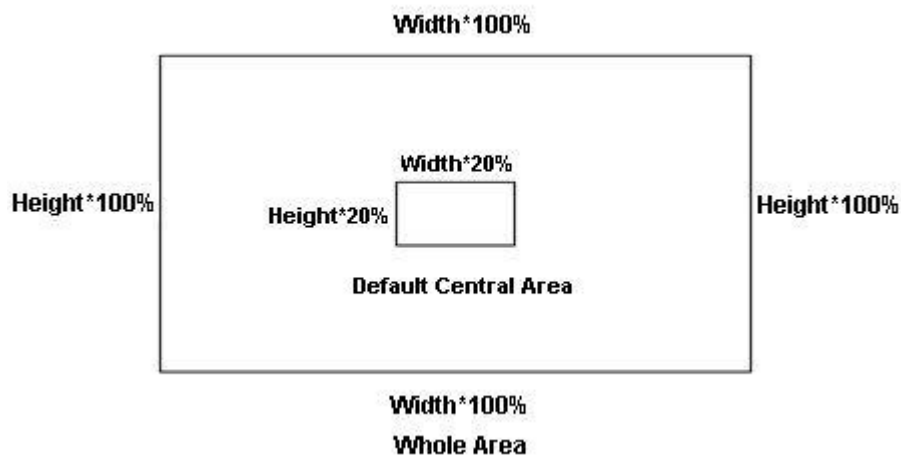 Width*100%
Width*20%
Height*100%
Height*20%
Height*100%
Default Central Area
Width*100%
Whole Area